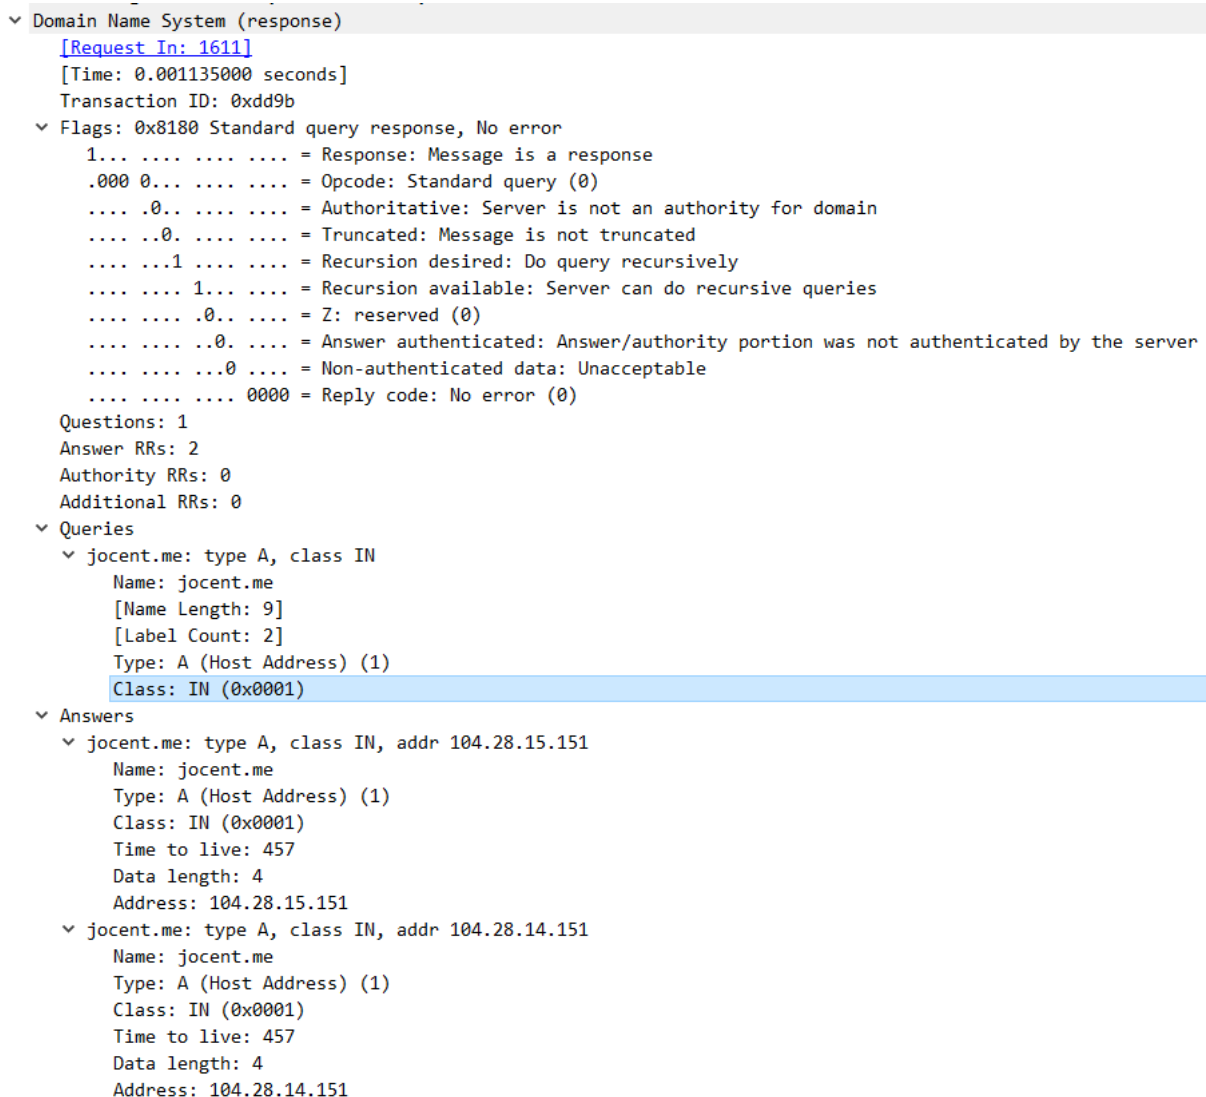 Domain Name System (response)
[Request In: 1611]
[Time: 0.001135000 seconds]
Transaction ID: 0xdd9b
Flags: 0x8180 Standard query response, No error
1... .... .... .... = Response: Message is a response
.000 0... .... .... = Opcode: Standard query (0)
.... .0.. .... .... = Authoritative: Server is not an authority for domain
.... ..0. .... .... = Truncated: Message is not truncated
.... ...1 .... .... = Recursion desired: Do query recursively
.... .... 1... .... = Recursion available: Server can do recursive queries
.... .... .0.. .... = Z: reserved (0)
.... .... ..0. .... = Answer authenticated: Answer/authority portion was not authenticated by the server
.... .... ...0 .... = Non-authenticated data: Unacceptable
.... .... .... 0000 = Reply code: No error (0)
Questions: 1
Answer RRs: 2
Authority RRs: 0
Additional RRs: 0
Queries
jocent.me: type A, class IN
Name: jocent.me
[Name Length: 9]
[Label Count: 2]
Type: A (Host Address) (1)
Class: IN (0x0001)
Answers
jocent.me: type A, class IN, addr 104.28.15.151
Name: jocent.me
Type: A (Host Address) (1)
Class: IN (0x0001)
Time to live: 457
Data length: 4
Address: 104.28.15.151
jocent.me: type A, class IN, addr 104.28.14.151
Name: jocent.me
Type: A (Host Address) (1)
Class: IN (0x0001)
Time to live: 457
Data length: 4
Address: 104.28.14.151